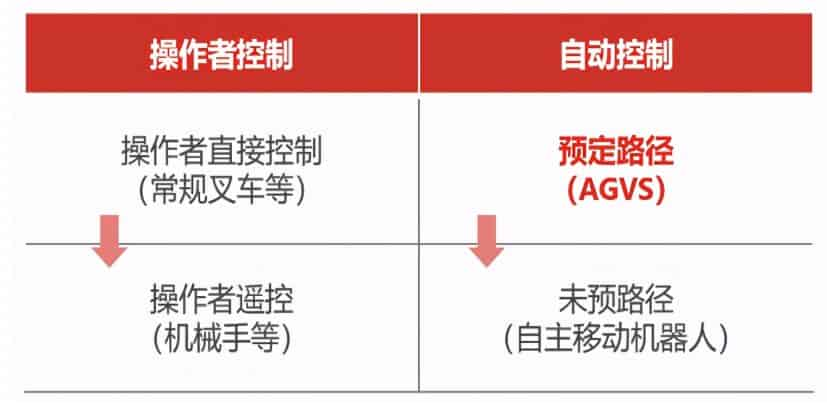 操作者控制
自动控制
操作者直接控制
(常规叉车等)
预定路径
(AGVS)
操作者遥控
(机械手等)
未预路径
(自主移动机器人)